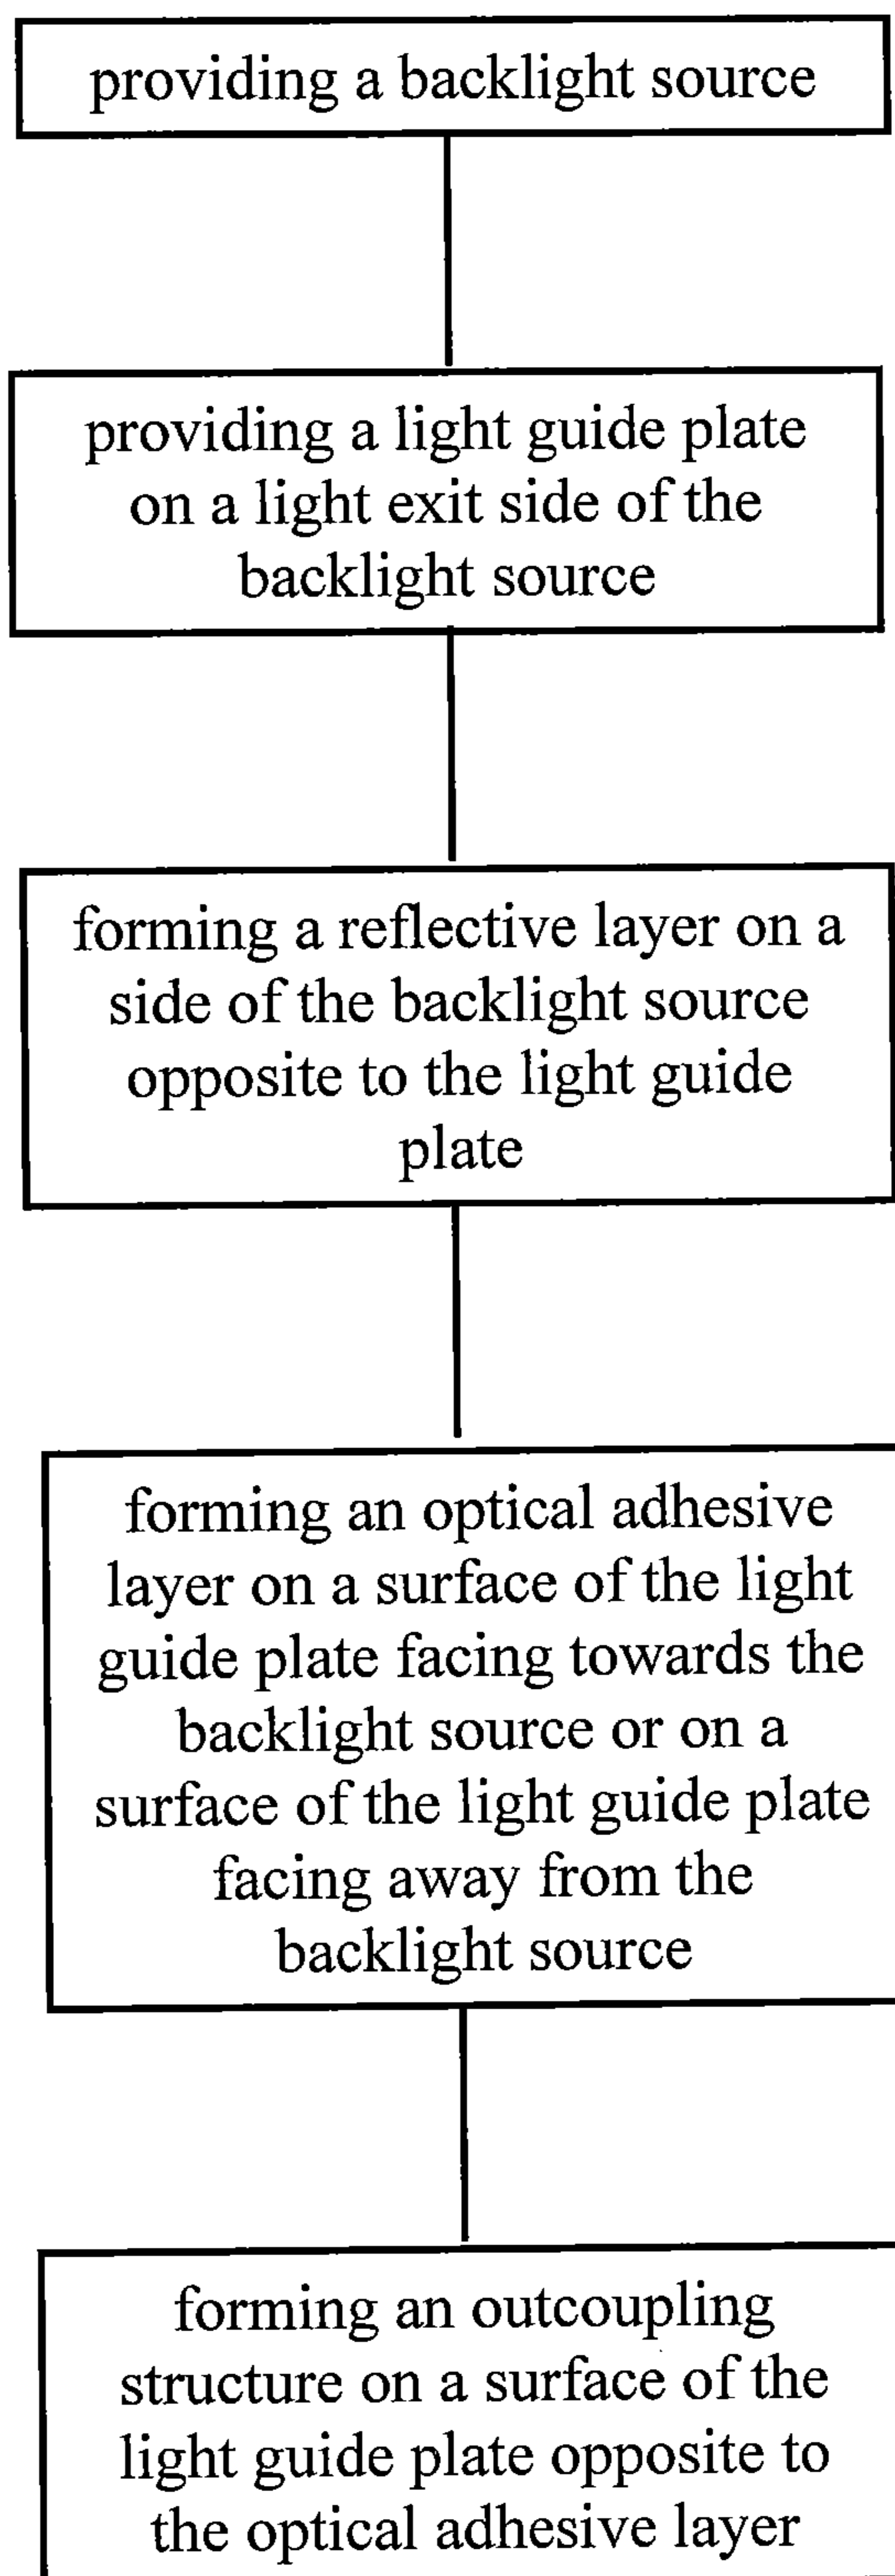 providing a backlight source
providing a light guide plate
on a light exit side of the
backlight source
forming a reflective layer on a
side of the backlight source
opposite to the light guide
plate
forming an optical adhesive
layer on a surface of the light
guide plate facing towards the
backlight source or on a
surface of the light guide plate
facing away from the
backlight source
forming an outcoupling
structure on a surface of the
light guide plate opposite to
the optical adhesive layer